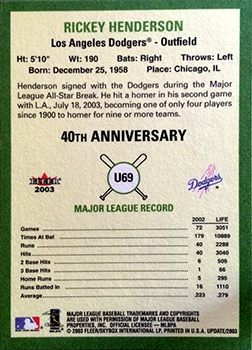 RICKEY HENDERSON
Los Angeles Dodgers® - Outfield
Ht: 5'10" Wt: 190 Bats: Right Throws: Left
Born: December 25, 1958 Place: Chicago, IL
Henderson signed with the Dodgers during the Major
League All-Star Break. He hit a homer in his second game
with L.A., July 18, 2003, becoming one of only four players
since 1900 to homer for nine or more teams.
40TH ANNIVERSARY
FLEER
2003
U69
Dodgers
MAJOR LEAGUE RECORD
2002 LIFE
Games 72 3051
Times At Bat 179 10889
Runs 40 2288
Hits 40 3040
2 Base Hits 6 509
3 Base Hits 1 66
Home Runs 5 295
Runs Batted In 16 1110
Average .223 .279
MAJOR LEAGUE BASEBALL TRADEMARKS AND COPYRIGHTS
ARE USED WITH PERMISSION OF MAJOR LEAGUE BASEBALL
PROPERTIES, INC. OFFICIAL LICENSEE – MLBPA
© 2003 FLEER/SKYBOX INTERNATIONAL LP, PRINTED IN U.S.A. UPDATE/2003